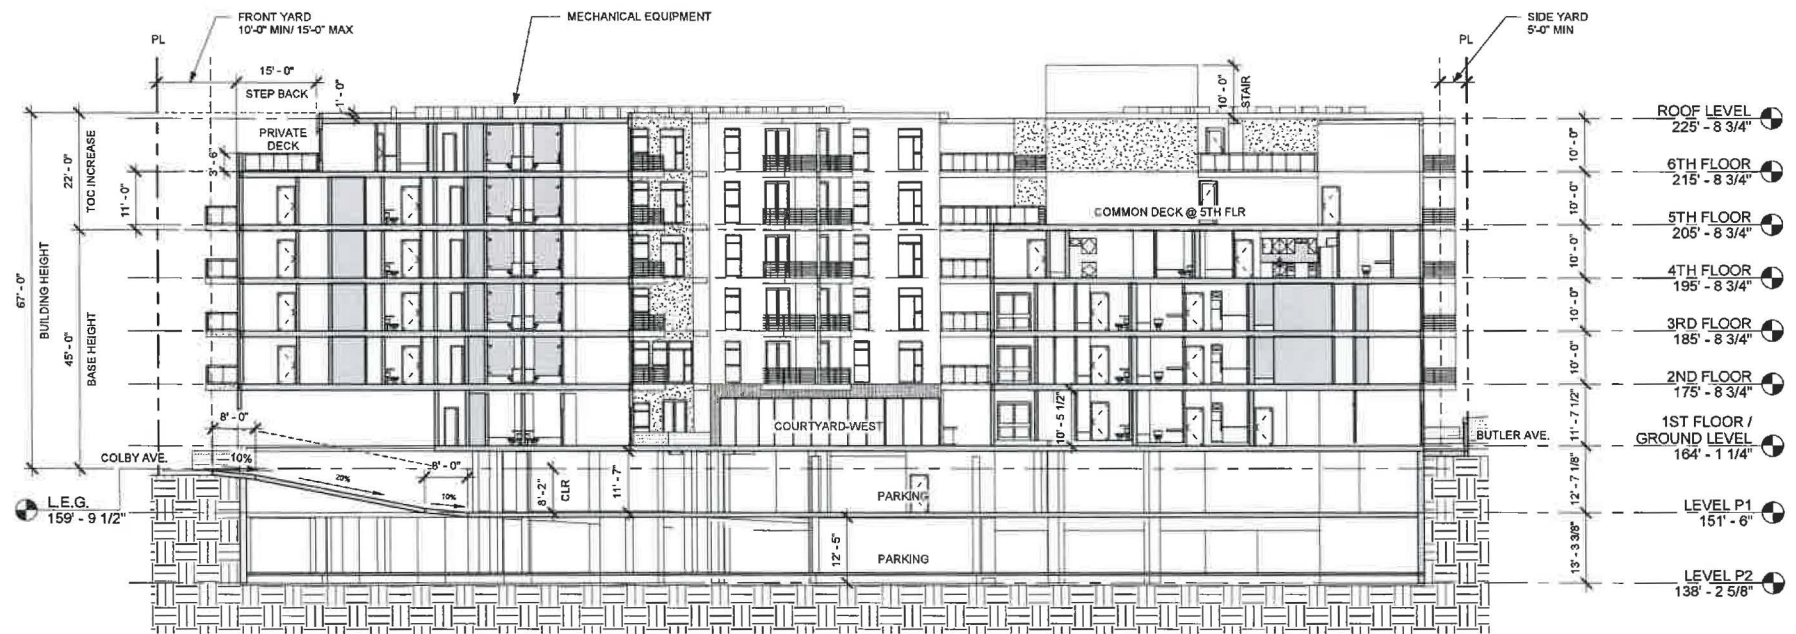 FRONT YARD
10'-0" MIN/ 15'-0" MAX
MECHANICAL EQUIPMENT
SIDE YARD
5'-0" MIN
PL
PL
15' - 0"
STEP BACK
1' - 0"
10' - 0"
STAIR
PRIVATE
DECK
3' - 6"
22' - 0"
TOC INCREASE
11' - 0"
67' - 0"
BUILDING HEIGHT
45' - 0"
BASE HEIGHT
COMMON DECK @ 5TH FLR
ROOF LEVEL
225' - 8 3/4"
10' - 0"
6TH FLOOR
215' - 8 3/4"
10' - 0"
5TH FLOOR
205' - 8 3/4"
10' - 0"
4TH FLOOR
195' - 8 3/4"
10' - 0"
3RD FLOOR
185' - 8 3/4"
10' - 0"
2ND FLOOR
175' - 8 3/4"
11' - 7 1/2"
1ST FLOOR /
GROUND LEVEL
164' - 1 1/4"
12' - 7 1/8"
LEVEL P1
151' - 6"
13' - 3 3/8"
LEVEL P2
138' - 2 5/8"
8' - 0"
COURTYARD-WEST
10' - 5 1/2"
BUTLER AVE.
COLBY AVE.
10%
20%
8' - 0"
10%
8' - 2"
CLR
11' - 7"
PARKING
L.E.G.
159' - 9 1/2"
12' - 5"
PARKING